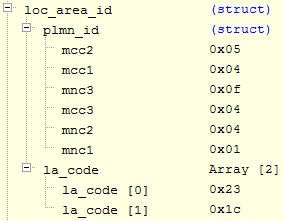 loc_area_id (struct)
plmn_id (struct)
mcc2 0x05
mcc1 0x04
mnc3 0x0f
mcc3 0x04
mnc2 0x04
mnc1 0x01
la_code Array [2]
la_code [0] 0x23
la_code [1] 0x1c